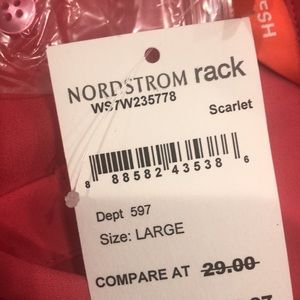 NORDSTROM rack
WS7W235778
Scarlet
8 88582 43538 6
Dept 597
Size: LARGE
COMPARE AT 29.00